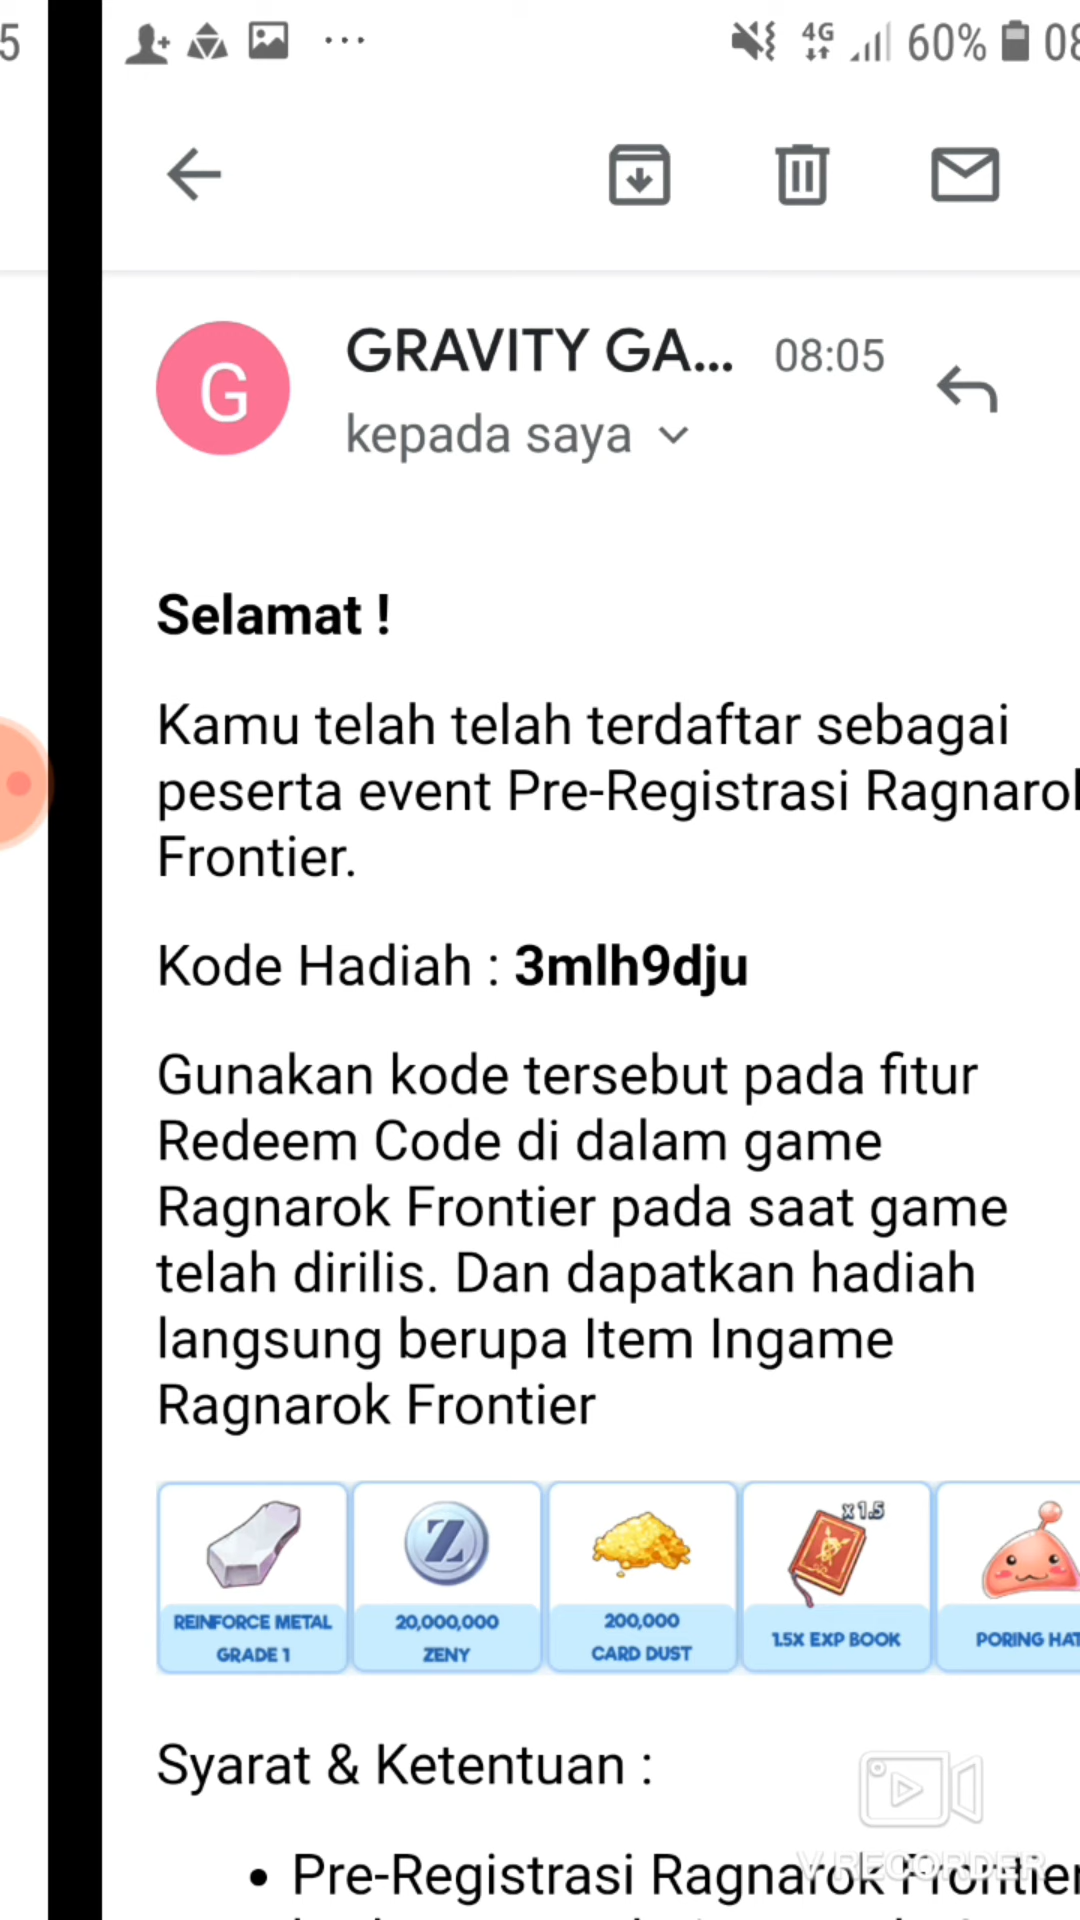 5
4G
60%
08
GRAVITY GA...
08:05
G
kepada saya
Selamat !
Kamu telah telah terdaftar sebagai
peserta event Pre-Registrasi Ragnarok
Frontier.
Kode Hadiah : 3mlh9dju
Gunakan kode tersebut pada fitur
Redeem Code di dalam game
Ragnarok Frontier pada saat game
telah dirilis. Dan dapatkan hadiah
langsung berupa Item Ingame
Ragnarok Frontier
x1.5
REINFORCE METAL
GRADE 1
20,000,000
ZENY
200,000
CARD DUST
1.5X EXP BOOK
PORING HAT
Syarat & Ketentuan :
• Pre-Registrasi Ragnarok Frontier
V RECORDER